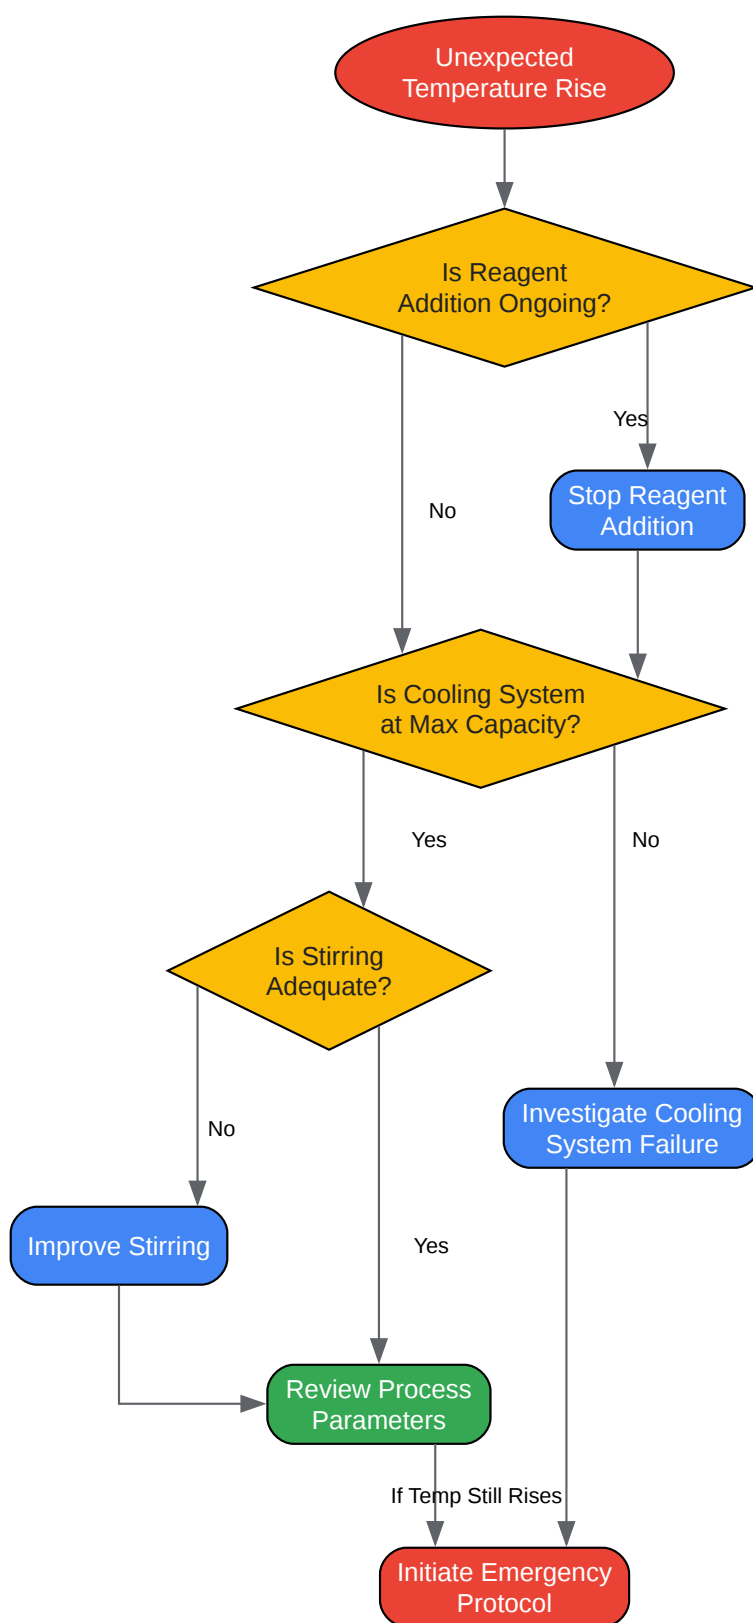 Unexpected
Temperature Rise
Is Reagent
Addition Ongoing?
Yes
Stop Reagent
Addition
No
Is Cooling System
at Max Capacity?
Yes
No
Is Stirring
Adequate?
Investigate Cooling
System Failure
No
Improve Stirring
Yes
Review Process
Parameters
If Temp Still Rises
Initiate Emergency
Protocol